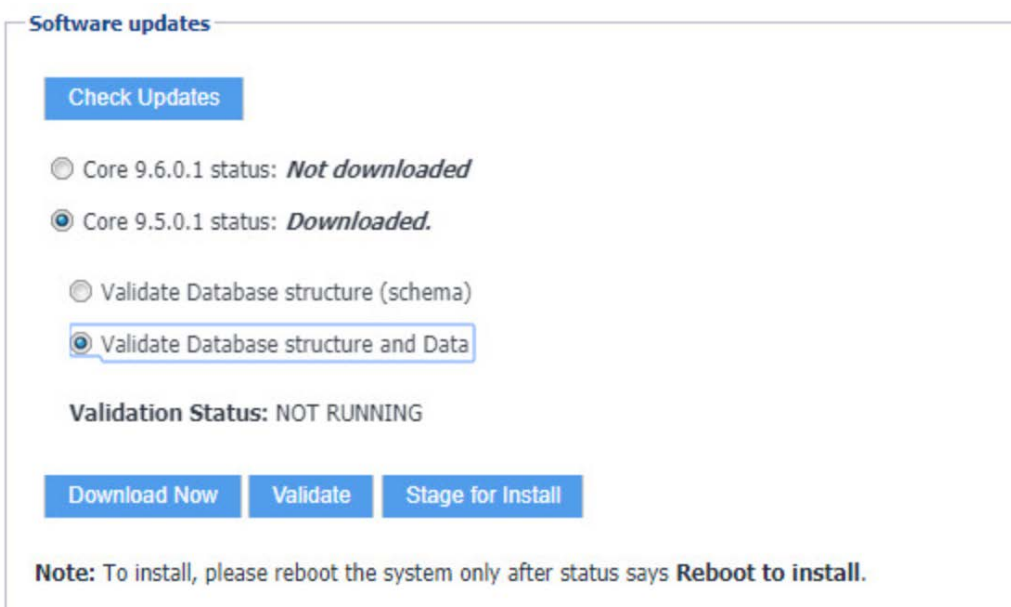 Software updates
Check Updates
Core 9.6.0.1 status: Not downloaded
Core 9.5.0.1 status: Downloaded.
Validate Database structure (schema)
Validate Database structure and Data
Validation Status: NOT RUNNING
Download Now Validate Stage for Install
Note: To install, please reboot the system only after status says Reboot to install.